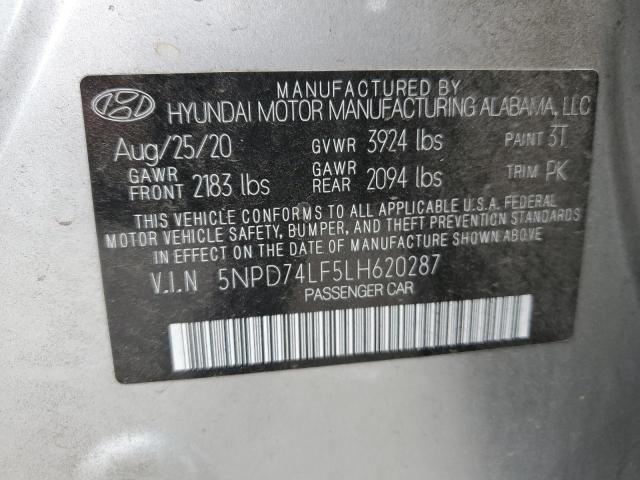 MANUFACTURED BY
HYUNDAI MOTOR MANUFACTURING ALABAMA, LLC
Aug/25/20 GVWR 3924 lbs PAINT 3T
GAWR FRONT 2183 lbs GAWR REAR 2094 lbs TRIM PK
THIS VEHICLE CONFORMS TO ALL APPLICABLE U.S.A. FEDERAL
MOTOR VEHICLE SAFETY, BUMPER, AND THEFT PREVENTION STANDARDS
IN EFFECT ON THE DATE OF MANUFACTURE SHOWN ABOVE.
V.I.N 5NPD74LF5LH620287
PASSENGER CAR